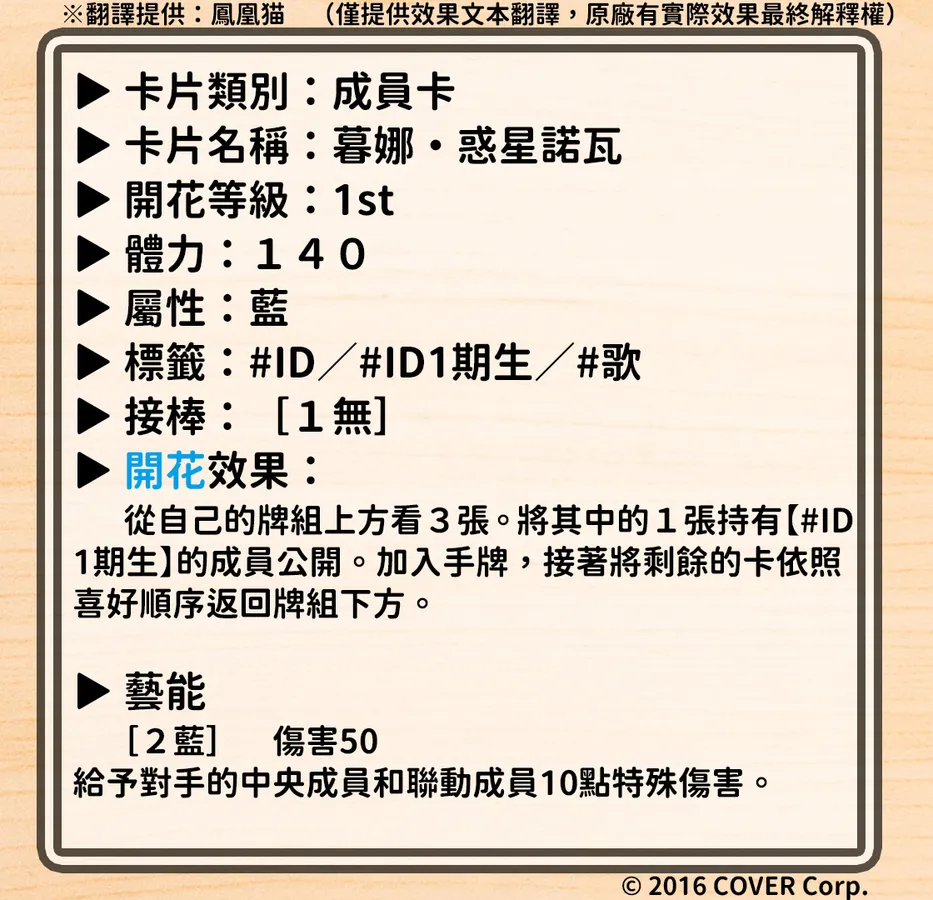 ※翻譯提供：鳳凰猫　（僅提供效果文本翻譯，原廠有實際效果最終解釋權）
▶ 卡片類別：成員卡
▶ 卡片名稱：暮娜・惑星諾瓦
▶ 開花等級：1st
▶ 體力：１４０
▶ 屬性：藍
▶ 標籤：#ID／#ID1期生／#歌
▶ 接棒：［１無］
▶ 開花效果：
從自己的牌組上方看３張。將其中的１張持有【#ID
1期生】的成員公開。加入手牌，接著將剩餘的卡依照
喜好順序返回牌組下方。
▶ 藝能
［２藍］　傷害50
給予對手的中央成員和聯動成員10點特殊傷害。
© 2016 COVER Corp.